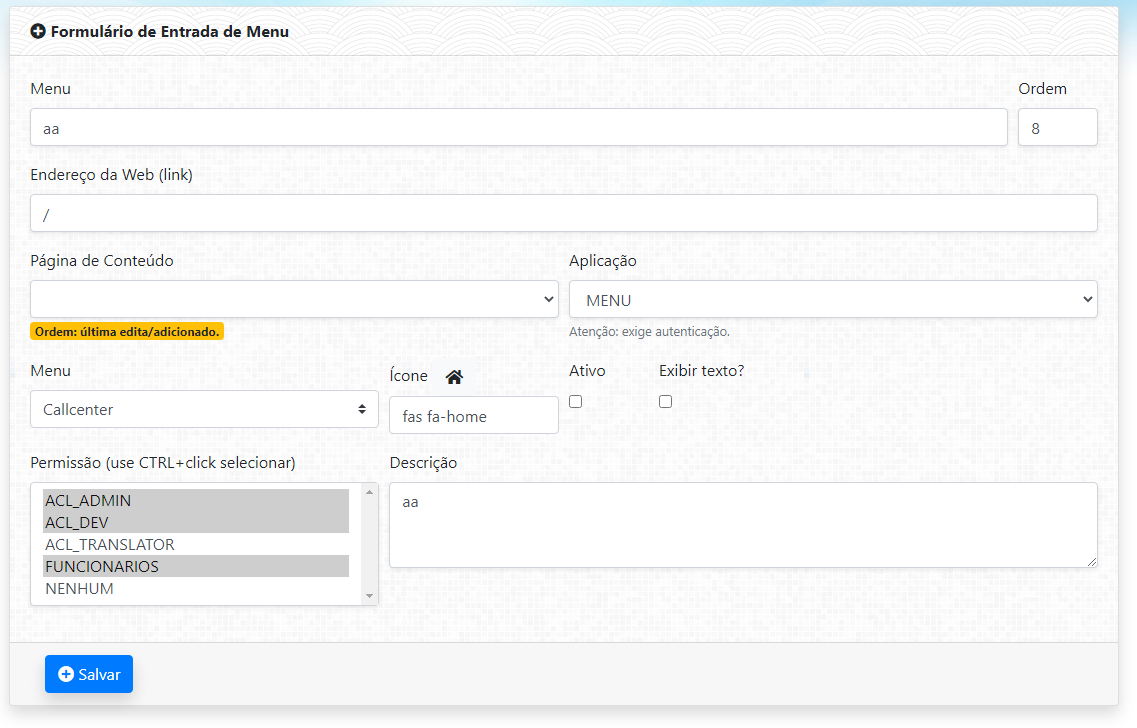 Formulário de Entrada de Menu
Menu
Ordem
aa
8
Endereço da Web (link)
/
Página de Conteúdo
Aplicação
MENU
Ordem: última edita/adicionado.
Atenção: exige autenticação.
Menu
Ícone
Ativo
Exibir texto?
Callcenter
fas fa-home
Permissão (use CTRL+click selecionar)
Descrição
ACL_ADMIN
ACL_DEV
ACL_TRANSLATOR
FUNCIONARIOS
NENHUM
aa
Salvar